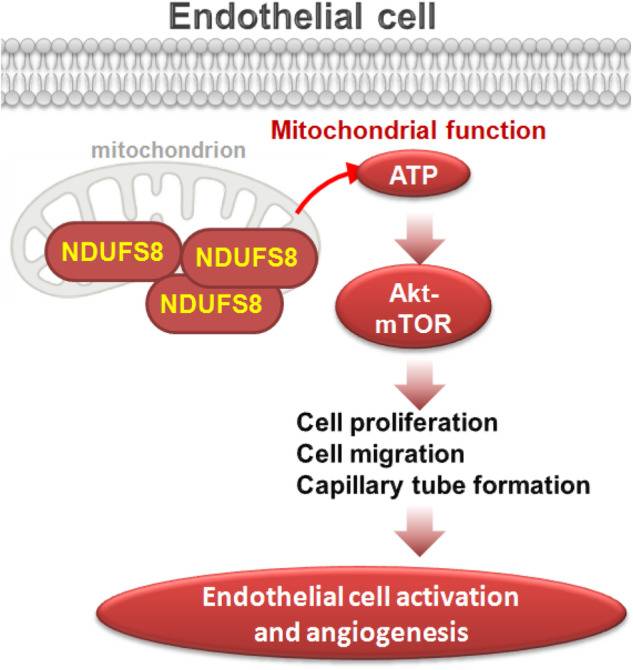 Endothelial cell
Mitochondrial function
mitochondrion
ATP
NDUFS8
NDUFS8
NDUFS8
Akt-
mTOR
Cell proliferation
Cell migration
Capillary tube formation
Endothelial cell activation
and angiogenesis